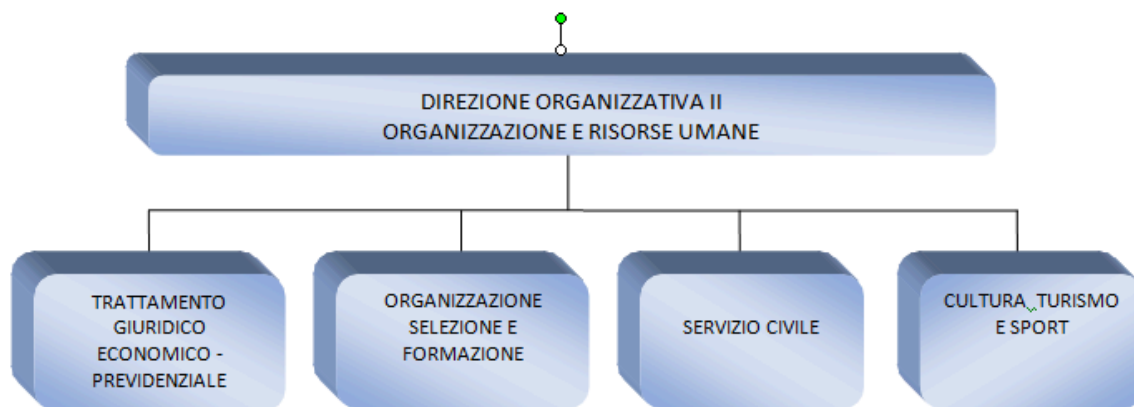 DIREZIONE ORGANIZZATIVA II
ORGANIZZAZIONE E RISORSE UMANE
TRATTAMENTO
GIURIDICO
ECONOMICO -
PREVIDENZIALE
ORGANIZZAZIONE
SELEZIONE E
FORMAZIONE
SERVIZIO CIVILE
CULTURA, TURISMO
E SPORT